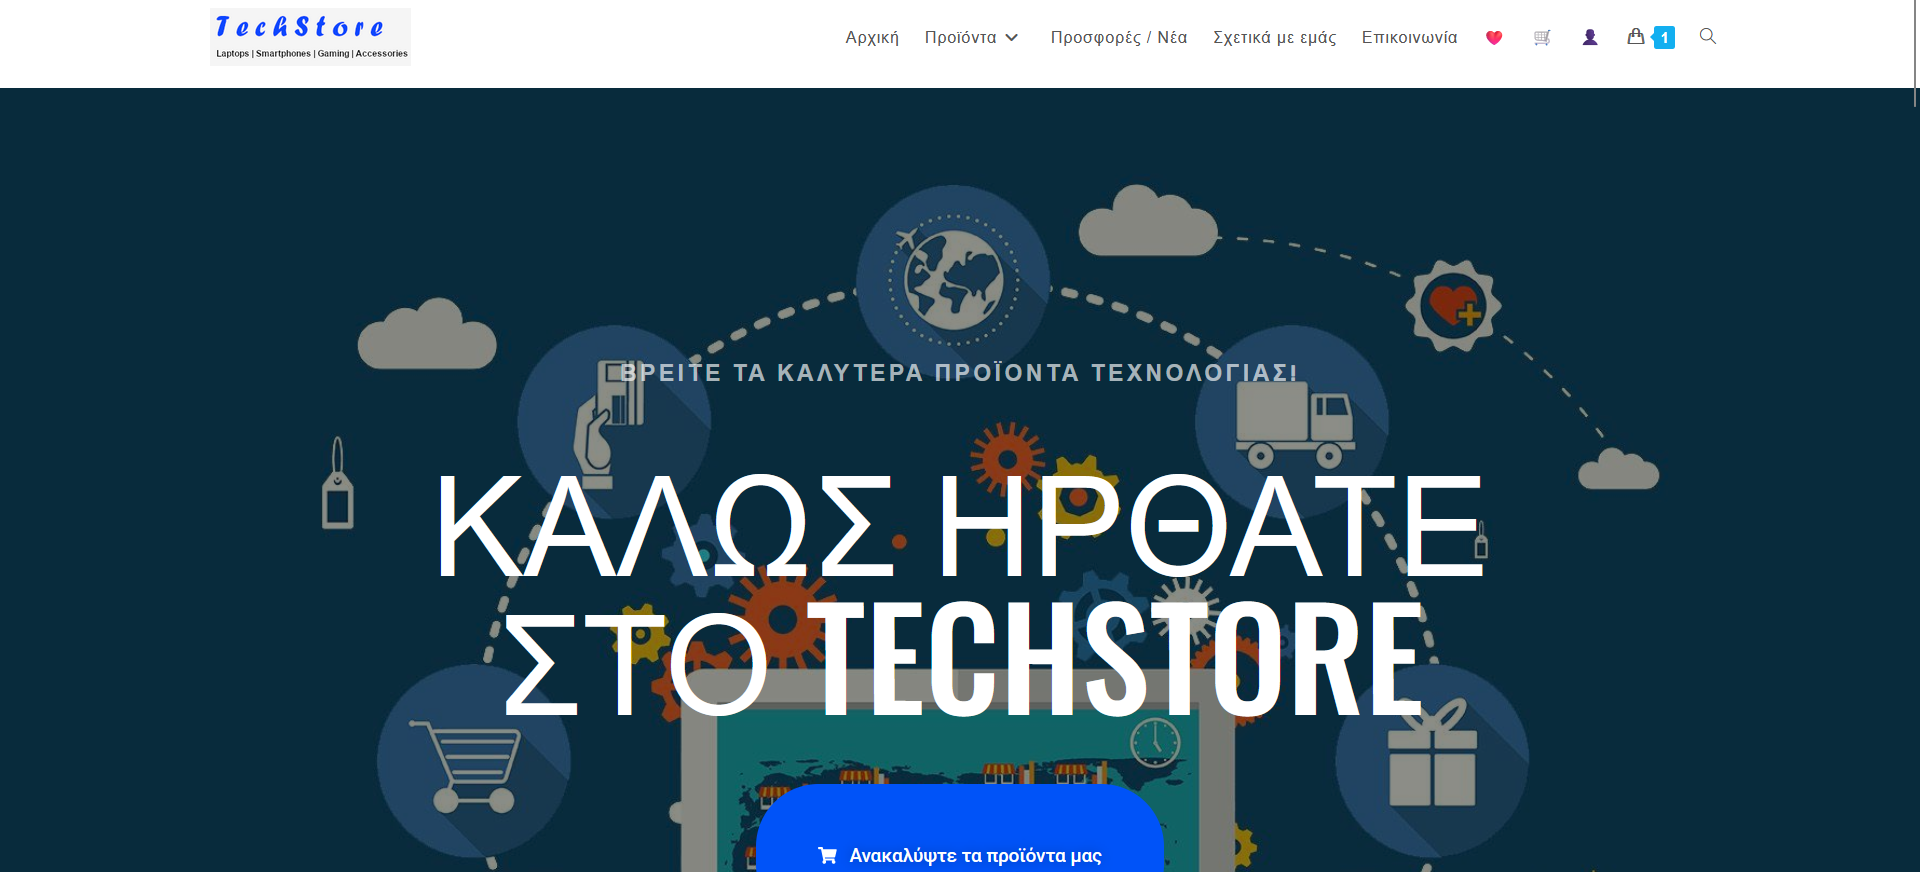 TechStore
Laptops | Smartphones | Gaming | Accessories
Αρχική Προϊόντα Προσφορές / Νέα Σχετικά με εμάς Επικοινωνία 1
ΒΡΕΙΤΕ ΤΑ ΚΑΛΥΤΕΡΑ ΠΡΟΪΟΝΤΑ ΤΕΧΝΟΛΟΓΙΑΣ!
ΚΑΛΩΣ ΗΡΘΑΤΕ
ΣΤΟ TECHSTORE
Ανακαλύψτε τα προϊόντα μας